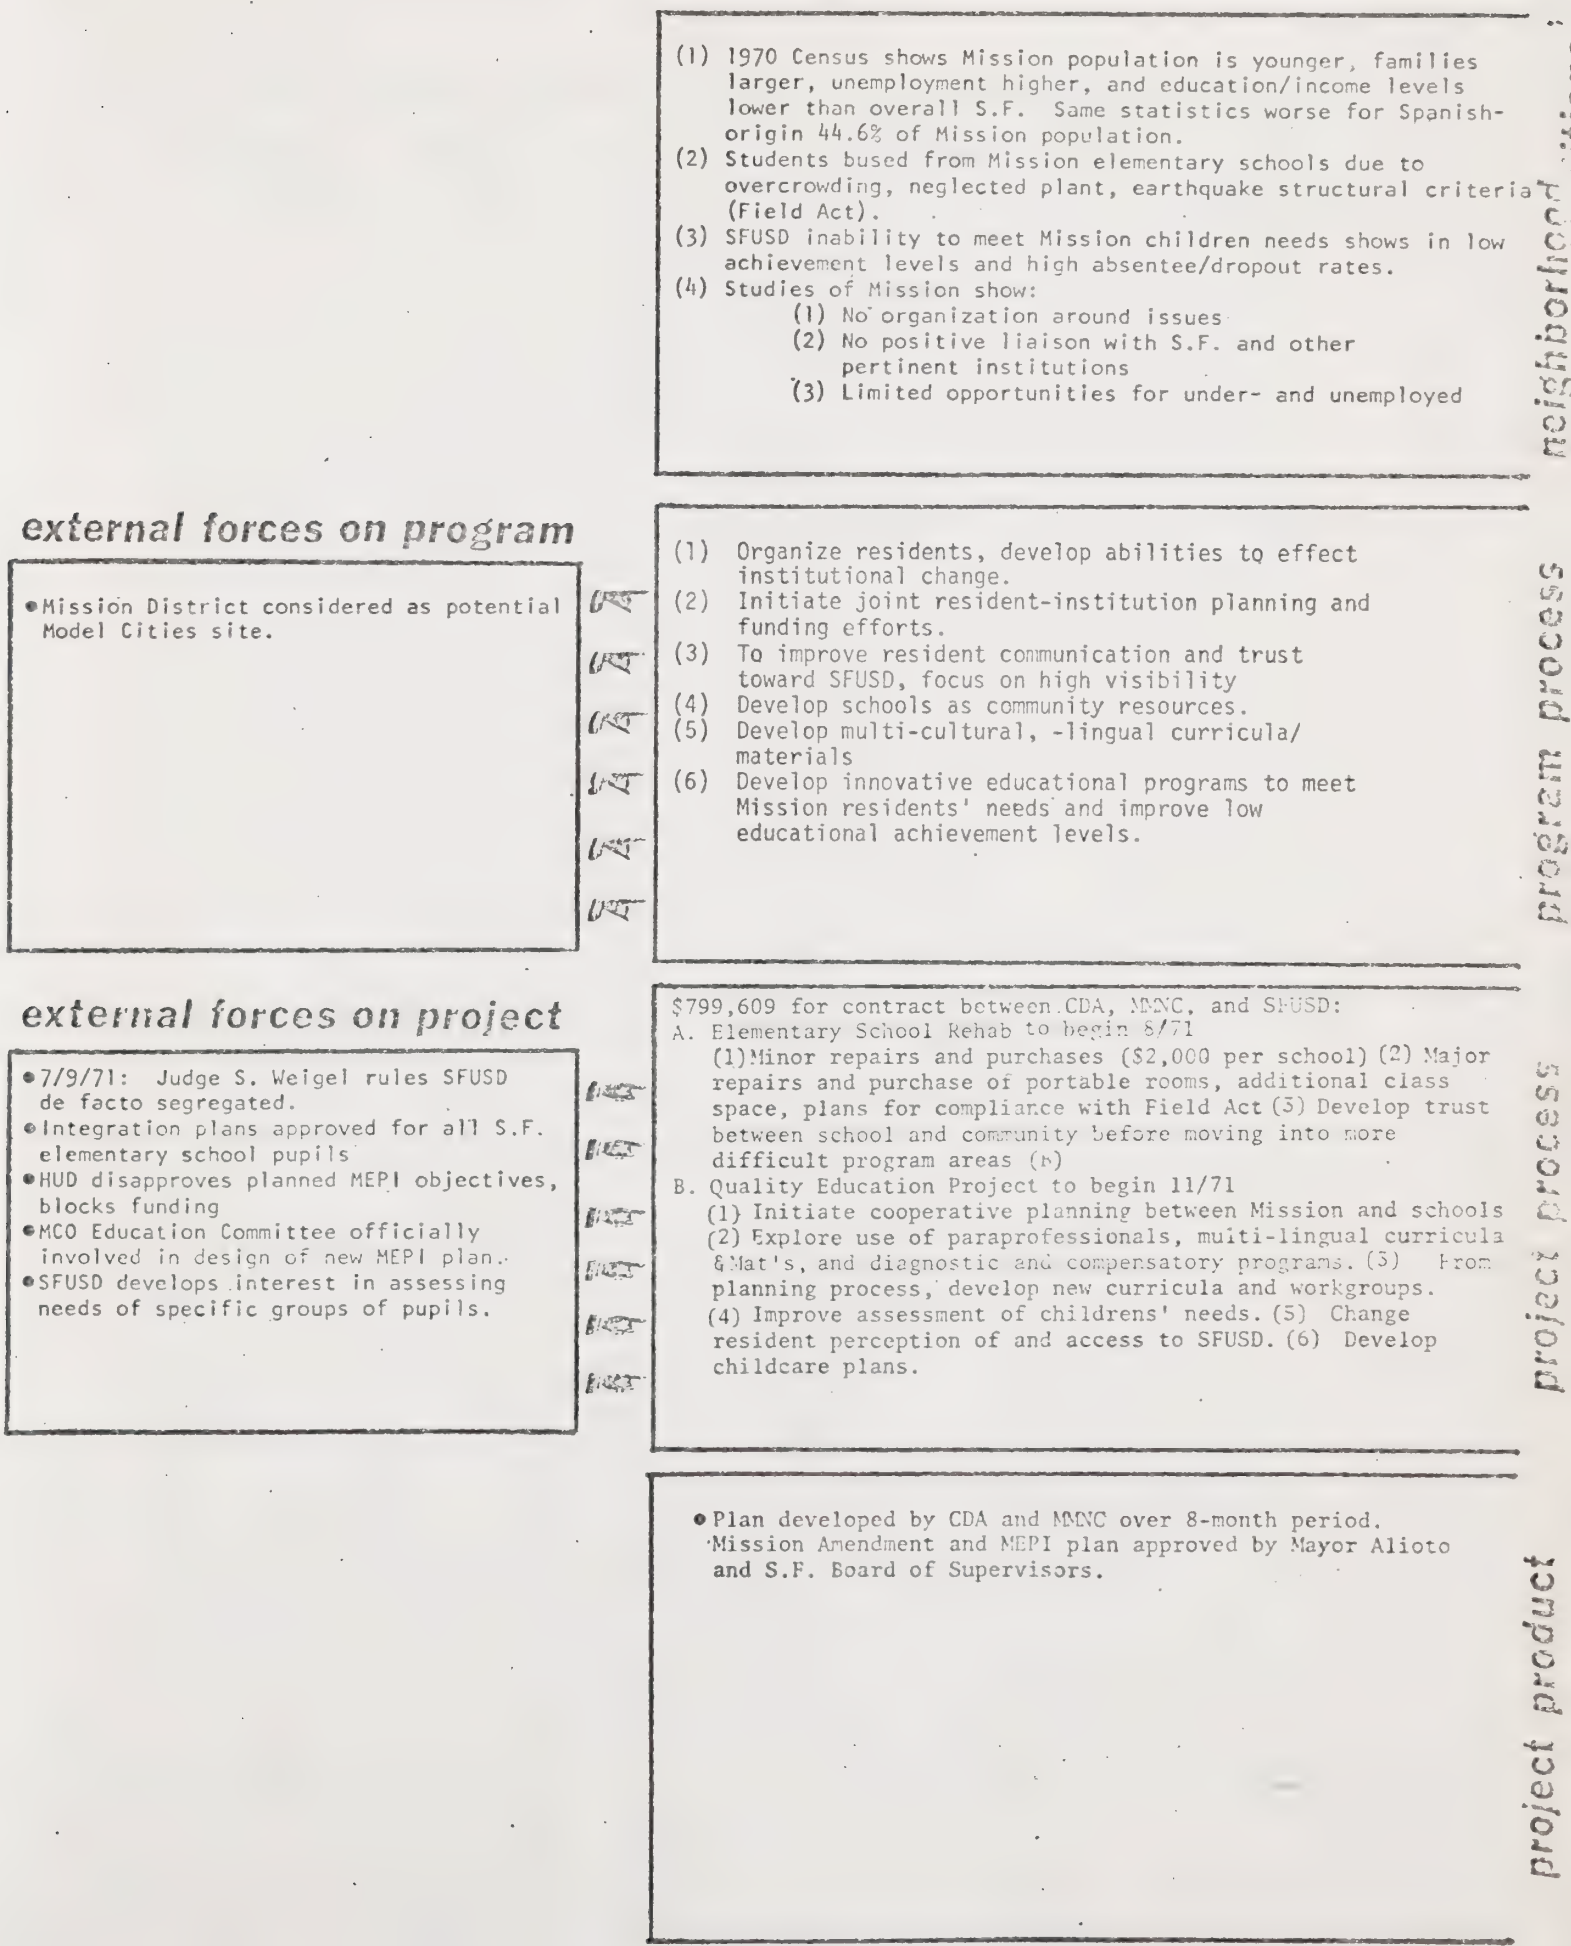 (1) 1970 Census shows Mission population is younger, families
larger, unemployment higher, and education/income levels
lower than overall S.F. Same statistics worse for Spanish-
origin 44.6% of Mission population.
(2) Students bused from Mission elementary schools due to
overcrowding, neglected plant, earthquake structural criteria
(Field Act).
(3) SFUSD inability to meet Mission children needs shows in low
achievement levels and high absentee/dropout rates.
(4) Studies of Mission show:
(1) No organization around issues
(2) No positive liaison with S.F. and other
pertinent institutions
(3) Limited opportunities for under- and unemployed
neighborhood
external forces on program
•Mission District considered as potential
Model Cities site.
(1) Organize residents, develop abilities to effect
institutional change.
(2) Initiate joint resident-institution planning and
funding efforts.
(3) To improve resident communication and trust
toward SFUSD, focus on high visibility
(4) Develop schools as community resources.
(5) Develop multi-cultural, -lingual curricula/
materials
(6) Develop innovative educational programs to meet
Mission residents' needs and improve low
educational achievement levels.
program process
external forces on project
•7/9/71: Judge S. Weigel rules SFUSD
de facto segregated.
•Integration plans approved for all S.F.
elementary school pupils
•HUD disapproves planned MEPI objectives,
blocks funding
•MCO Education Committee officially
involved in design of new MEPI plan.
•SFUSD develops interest in assessing
needs of specific groups of pupils.
$799,609 for contract between CDA, MMNC, and SFUSD:
A. Elementary School Rehab to begin 8/71
(1)Minor repairs and purchases ($2,000 per school) (2) Major
repairs and purchase of portable rooms, additional class
space, plans for compliance with Field Act (3) Develop trust
between school and community before moving into more
difficult program areas (B)
B. Quality Education Project to begin 11/71
(1) Initiate cooperative planning between Mission and schools
(2) Explore use of paraprofessionals, multi-lingual curricula
&Mat's, and diagnostic and compensatory programs. (3) From
planning process, develop new curricula and workgroups.
(4) Improve assessment of childrens' needs. (5) Change
resident perception of and access to SFUSD. (6) Develop
childcare plans.
project process
•Plan developed by CDA and MMNC over 8-month period.
Mission Amendment and MEPI plan approved by Mayor Alioto
and S.F. Board of Supervisors.
project product